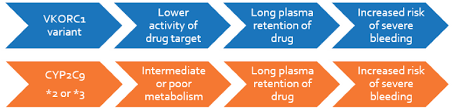 VKORC1
variant
Lower
activity of
drug target
Long plasma
retention of
drug
Increased risk
of severe
bleeding
CYP2C9
*2 or *3
Intermediate
or poor
metabolism
Long plasma
retention of
drug
Increased risk
of severe
bleeding